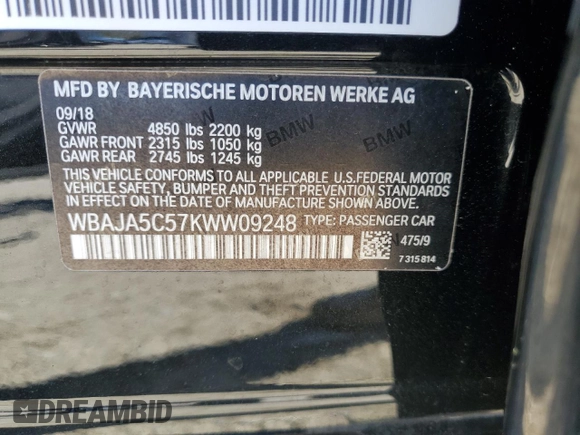 MFD BY BAYERISCHE MOTOREN WERKE AG
09/18
GVWR 4850 lbs 2200 kg
GAWR FRONT 2315 lbs 1050 kg
GAWR REAR 2745 lbs 1245 kg
THIS VEHICLE CONFORMS TO ALL APPLICABLE U.S.FEDERAL MOTOR
VEHICLE SAFETY, BUMPER AND THEFT PREVENTION STANDARDS
IN EFFECT ON THE DATE OF MANUFACTURE SHOWN ABOVE.
WBAJA5C57KWW09248 TYPE: PASSENGER CAR
475/9
7315814
BMW
BMW
DREAMBID